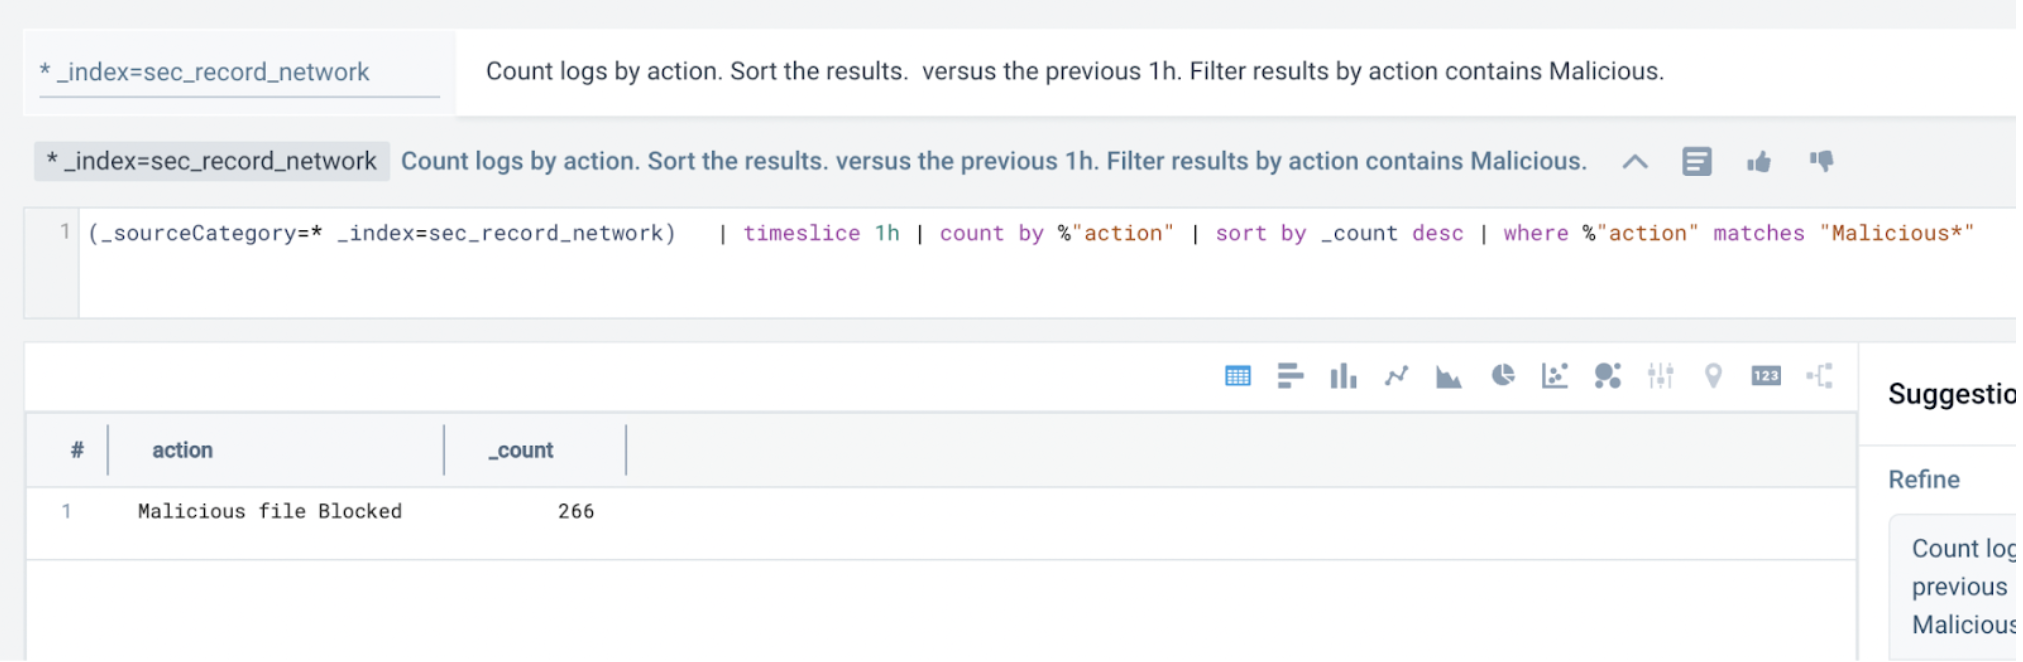 * _index=sec_record_network
Count logs by action. Sort the results.  versus the previous 1h. Filter results by action contains Malicious.
* _index=sec_record_network Count logs by action. Sort the results. versus the previous 1h. Filter results by action contains Malicious.
1 (_sourceCategory=* _index=sec_record_network)   | timeslice 1h | count by %"action" | sort by _count desc | where %"action" matches "Malicious*"
123
Suggestio
# action _count
Refine
1 Malicious file Blocked 266
Count log
previous
Malicious